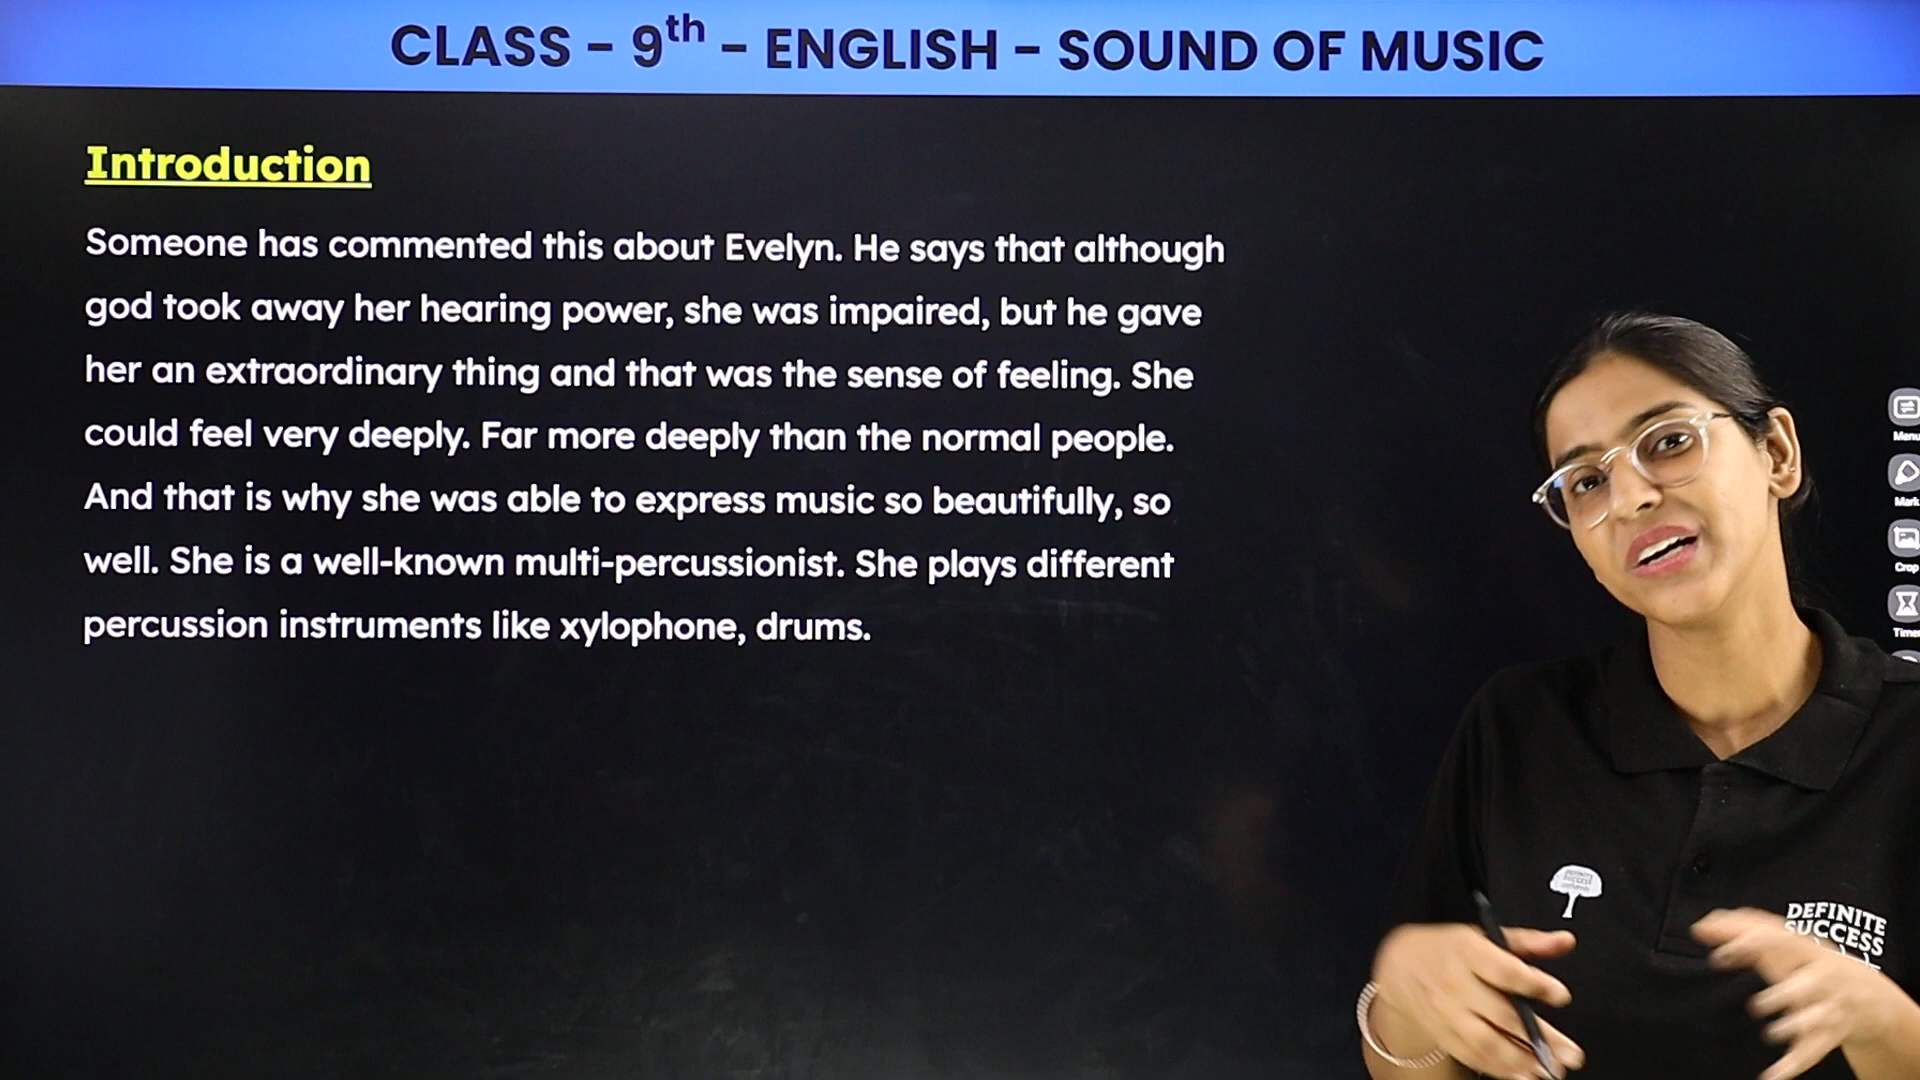 CLASS - 9th - ENGLISH - SOUND OF MUSIC
Introduction
Someone has commented this about Evelyn. He says that although
god took away her hearing power, she was impaired, but he gave
her an extraordinary thing and that was the sense of feeling. She
could feel very deeply. Far more deeply than the normal people.
And that is why she was able to express music so beautifully, so
well. She is a well-known multi-percussionist. She plays different
percussion instruments like xylophone, drums.
Menu
Mark
Crop
Timer
DEFINITE
SUCCESS